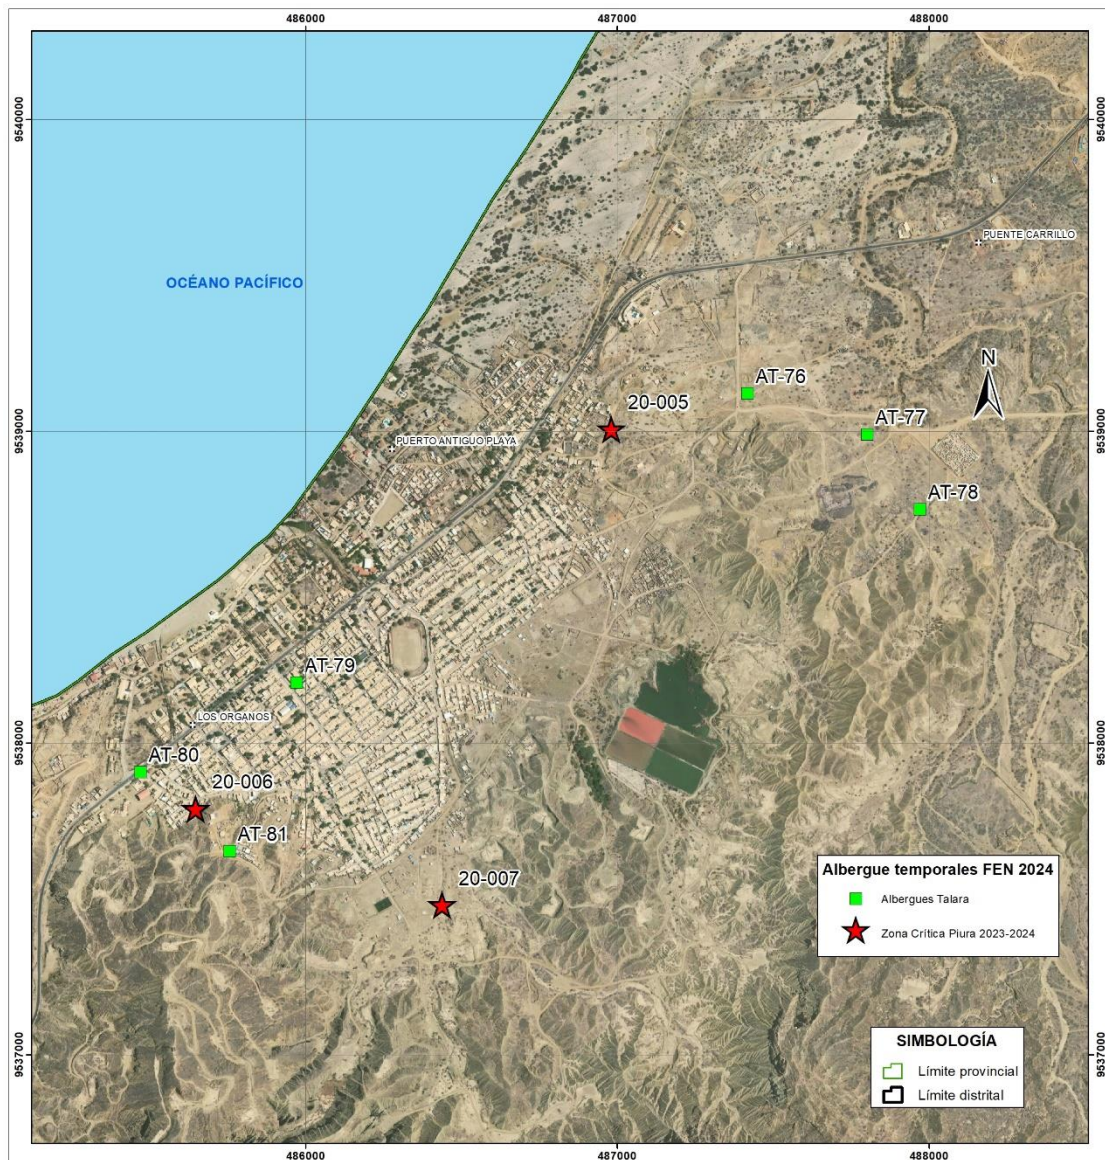 486000
487000
488000
9540000
9540000
PUENTE CARRILLO
OCÉANO PACÍFICO
N
AT-76
20-005
AT-77
9539000
9539000
PUERTO ANTIGUO PLAYA
AT-78
AT-79
LOS ORGANOS
9538000
9538000
AT-80
20-006
AT-81
20-007
Albergue temporales FEN 2024
Albergues Talara
Zona Crítica Piura 2023-2024
SIMBOLOGÍA
Límite provincial
Límite distrital
9537000
9537000
486000
487000
488000